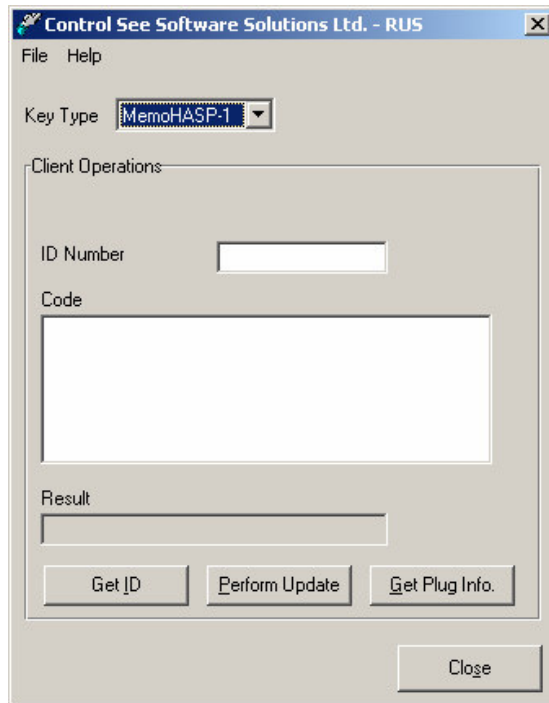 Control See Software Solutions Ltd. - RUS
File Help
Key Type MemoHASP-1
Client Operations
ID Number
Code
Result
Get ID Perform Update Get Plug Info.
Close